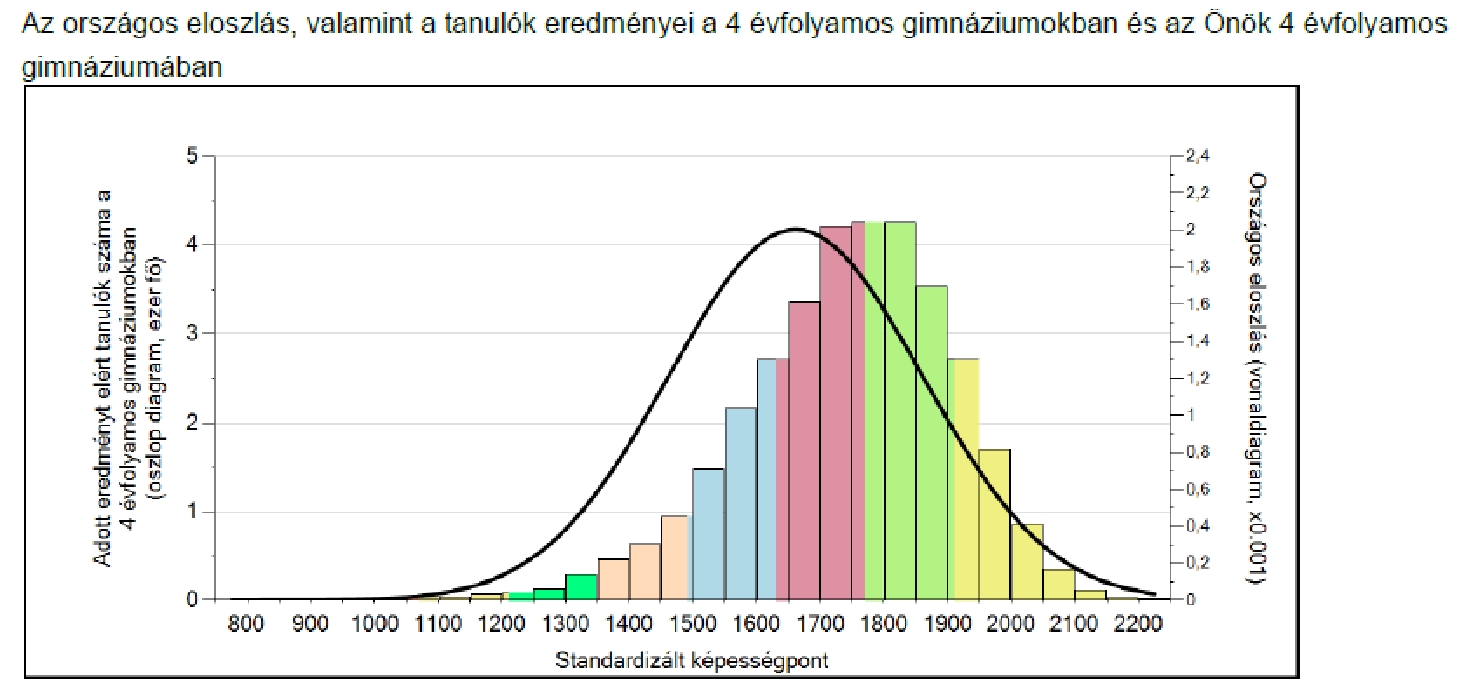 Az országos eloszlás, valamint a tanulók eredményei a 4 évfolyamos gimnáziumokban és az Önök 4 évfolyamos
gimnáziumában
Adott eredményt elért tanulók száma a
4 évfolyamos gimnáziumokban
(oszlop diagram, ezer fő)
5
4
3
2
1
0
2,4
2,2
2
1,8
1,6
1,4
1,2
1
0,8
0,6
0,4
0,2
0
Országos eloszlás (vonaldiagram, x0.001)
800 900 1000 1100 1200 1300 1400 1500 1600 1700 1800 1900 2000 2100 2200
Standardizált képességpont